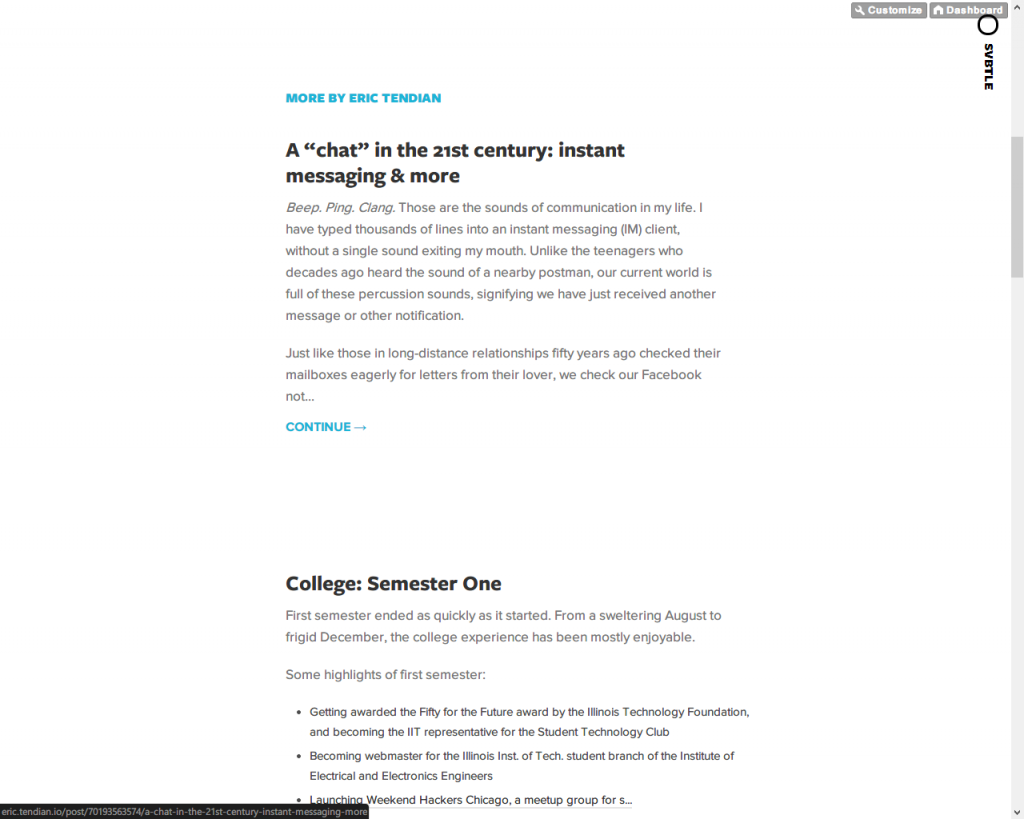 Customize Dashboard
SVBTLE
MORE BY ERIC TENDIAN
A “chat” in the 21st century: instant
messaging & more
Beep. Ping. Clang. Those are the sounds of communication in my life. I
have typed thousands of lines into an instant messaging (IM) client,
without a single sound exiting my mouth. Unlike the teenagers who
decades ago heard the sound of a nearby postman, our current world is
full of these percussion sounds, signifying we have just received another
message or other notification.
Just like those in long-distance relationships fifty years ago checked their
mailboxes eagerly for letters from their lover, we check our Facebook
not...
CONTINUE →
College: Semester One
First semester ended as quickly as it started. From a sweltering August to
frigid December, the college experience has been mostly enjoyable.
Some highlights of first semester:
• Getting awarded the Fifty for the Future award by the Illinois Technology Foundation,
and becoming the IIT representative for the Student Technology Club
• Becoming webmaster for the Illinois Inst. of Tech. student branch of the Institute of
Electrical and Electronics Engineers
• Launching Weekend Hackers Chicago, a meetup group for s...
eric.tendian.io/post/70193563574/a-chat-in-the-21st-century-instant-messaging-more